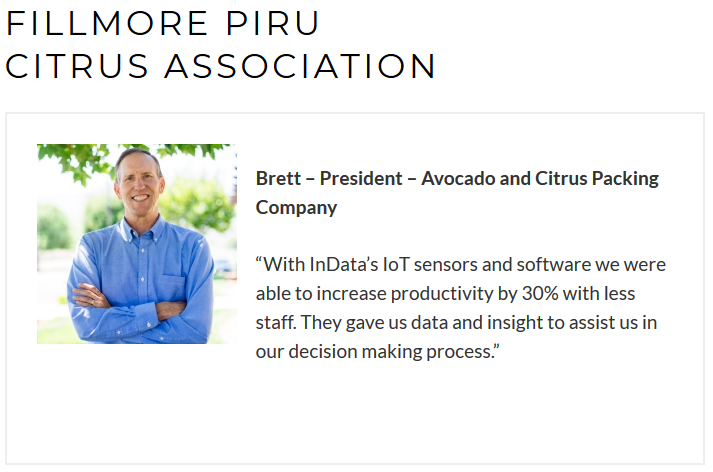 FILLMORE PIRU
CITRUS ASSOCIATION
Brett – President – Avocado and Citrus Packing
Company
“With InData’s IoT sensors and software we were
able to increase productivity by 30% with less
staff. They gave us data and insight to assist us in
our decision making process.”